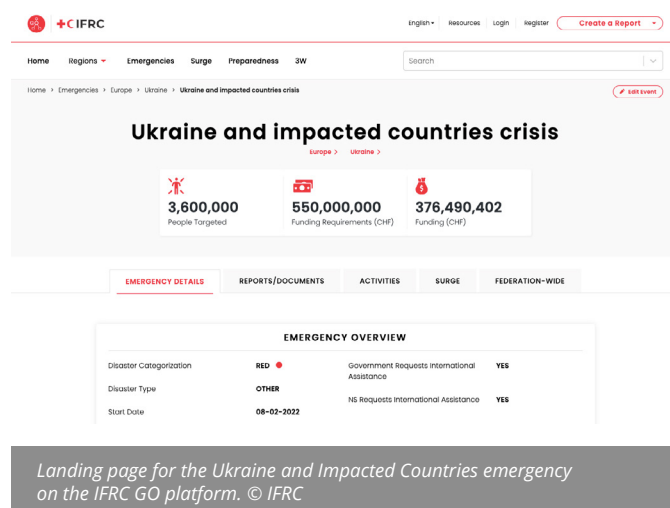 +C IFRC
English
Resources
Login
Register
Create a Report
Home
Regions
Emergencies
Surge
Preparedness
3W
Search
Home > Emergencies > Europe > Ukraine > Ukraine and impacted countries crisis
Edit Event
Ukraine and impacted countries crisis
Europe >
Ukraine >
3,600,000
People Targeted
550,000,000
Funding Requirements (CHF)
376,490,402
Funding (CHF)
EMERGENCY DETAILS
REPORTS/DOCUMENTS
ACTIVITIES
SURGE
FEDERATION-WIDE
EMERGENCY OVERVIEW
Disaster Categorization
RED
Disaster Type
OTHER
Start Date
08-02-2022
Government Requests International
Assistance
YES
NS Requests International Assistance
YES
Landing page for the Ukraine and Impacted Countries emergency
on the IFRC GO platform. © IFRC